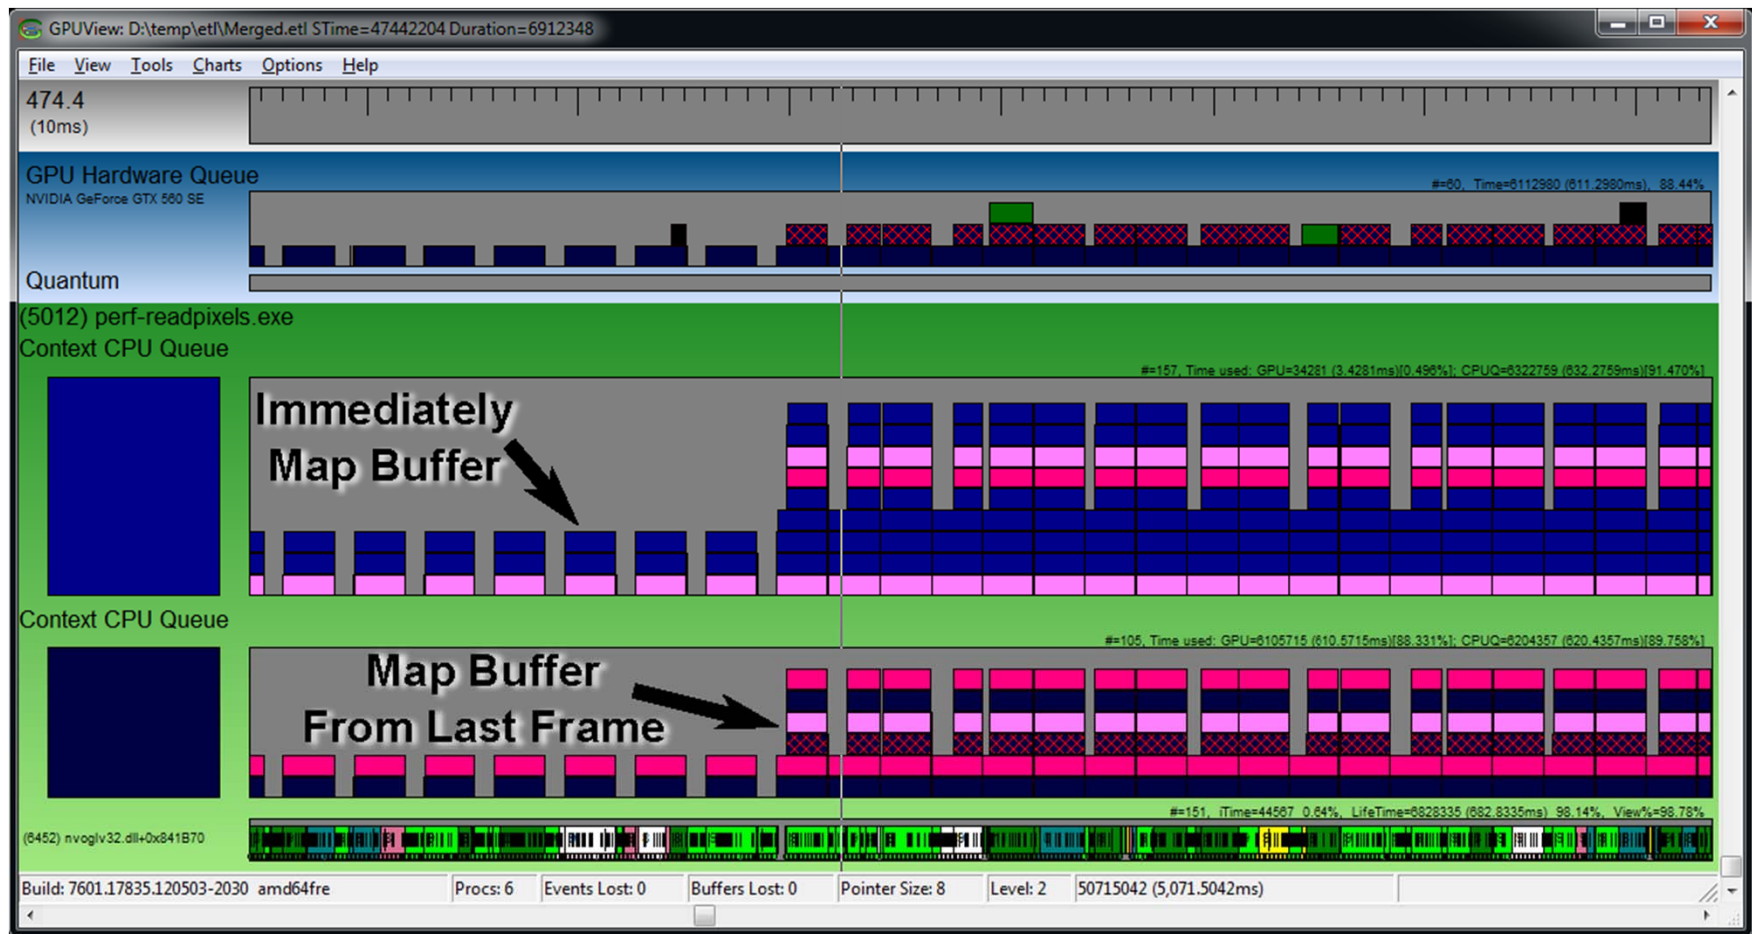 GPUView: D:\temp\etl\Merged.etl STime=47442204 Duration=6912348
File View Tools Charts Options Help
474.4
(10ms)
GPU Hardware Queue
NVIDIA GeForce GTX 560 SE
#=60, Time=6112980 (611.2980ms), 88.44%
Quantum
(5012) perf-readpixels.exe
Context CPU Queue
#=157, Time used: GPU=34281 (3.4281ms)[0.496%]; CPUQ=6322759 (632.2759ms)[91.470%]
Immediately
Map Buffer
Context CPU Queue
#=105, Time used: GPU=6105715 (610.5715ms)[88.331%]; CPUQ=6204357 (620.4357ms)[89.758%]
Map Buffer
From Last Frame
#=151, iTime=44567 0.64%, LifeTime=6828335 (682.8335ms) 98.14%, View%=98.78%
(6452) nvoglv32.dll+0x841B70
Build: 7601.17835.120503-2030 amd64fre Procs: 6 Events Lost: 0 Buffers Lost: 0 Pointer Size: 8 Level: 2 50715042 (5,071.5042ms)